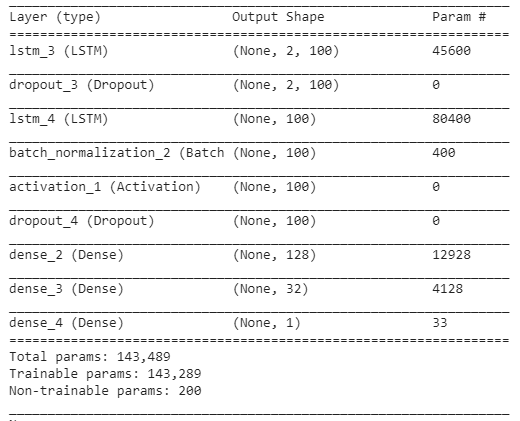 Layer (type) Output Shape Param #
lstm_3 (LSTM) (None, 2, 100) 45600
dropout_3 (Dropout) (None, 2, 100) 0
lstm_4 (LSTM) (None, 100) 80400
batch_normalization_2 (Batch (None, 100) 400
activation_1 (Activation) (None, 100) 0
dropout_4 (Dropout) (None, 100) 0
dense_2 (Dense) (None, 128) 12928
dense_3 (Dense) (None, 32) 4128
dense_4 (Dense) (None, 1) 33
Total params: 143,489
Trainable params: 143,289
Non-trainable params: 200